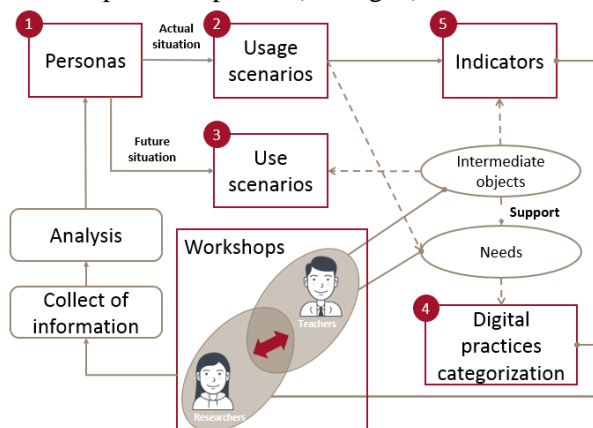 1
Personas
Actual
situation
2
Usage
scenarios
5
Indicators
Future
situation
3
Use
scenarios
Intermediate
objects
Support
Analysis
Workshops
Needs
Teachers
Collect of
information
4
Digital
practices
categorization
Researchers